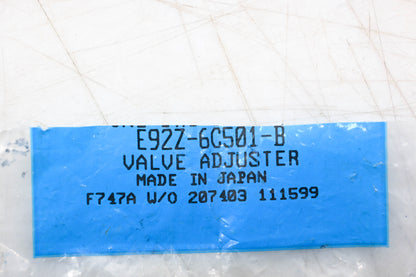 E92Z-6C501-B
VALVE ADJUSTER
MADE IN JAPAN
F747A W/O 207403 111599